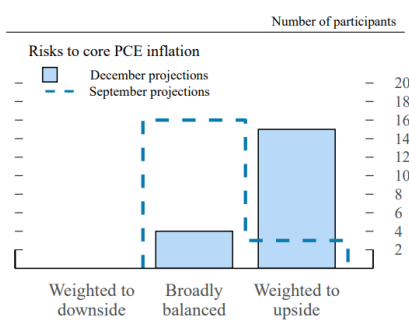 Number of participants
Risks to core PCE inflation
December projections
September projections
20
18
16
14
12
10
8
6
4
2
Weighted to downside
Broadly balanced
Weighted to upside